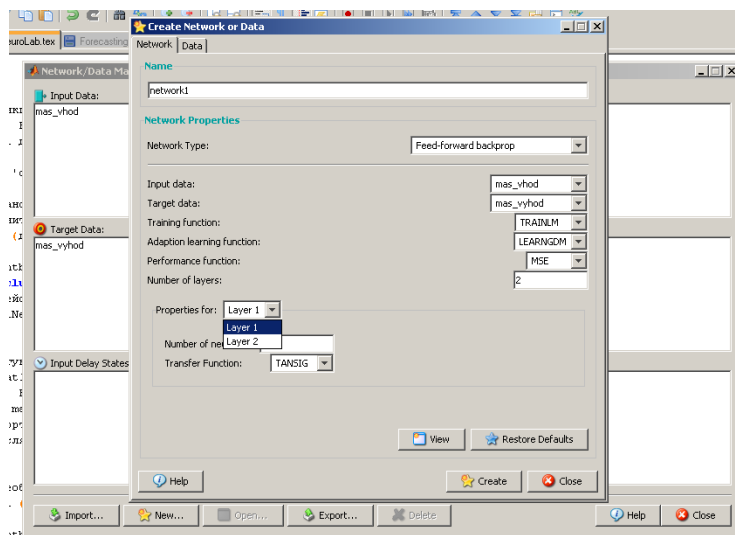 uroLab.tex
Forecasting
Create Network or Data
Network
Data
Name
network1
Network Properties
Network Type:
Feed-forward backprop
Input data:
mas_vhod
Target data:
mas_vyhod
Training function:
TRAINLM
Adaption learning function:
LEARNGDM
Performance function:
MSE
Number of layers:
2
Properties for:
Layer 1
Layer 1
Layer 2
Number of ne
Transfer Function:
TANSIG
View
Restore Defaults
Help
Create
Close
Network/Data Ma
Input Data:
mas_vhod
Target Data:
mas_vyhod
Input Delay States
Import...
New...
Open...
Export...
Delete
Help
Close